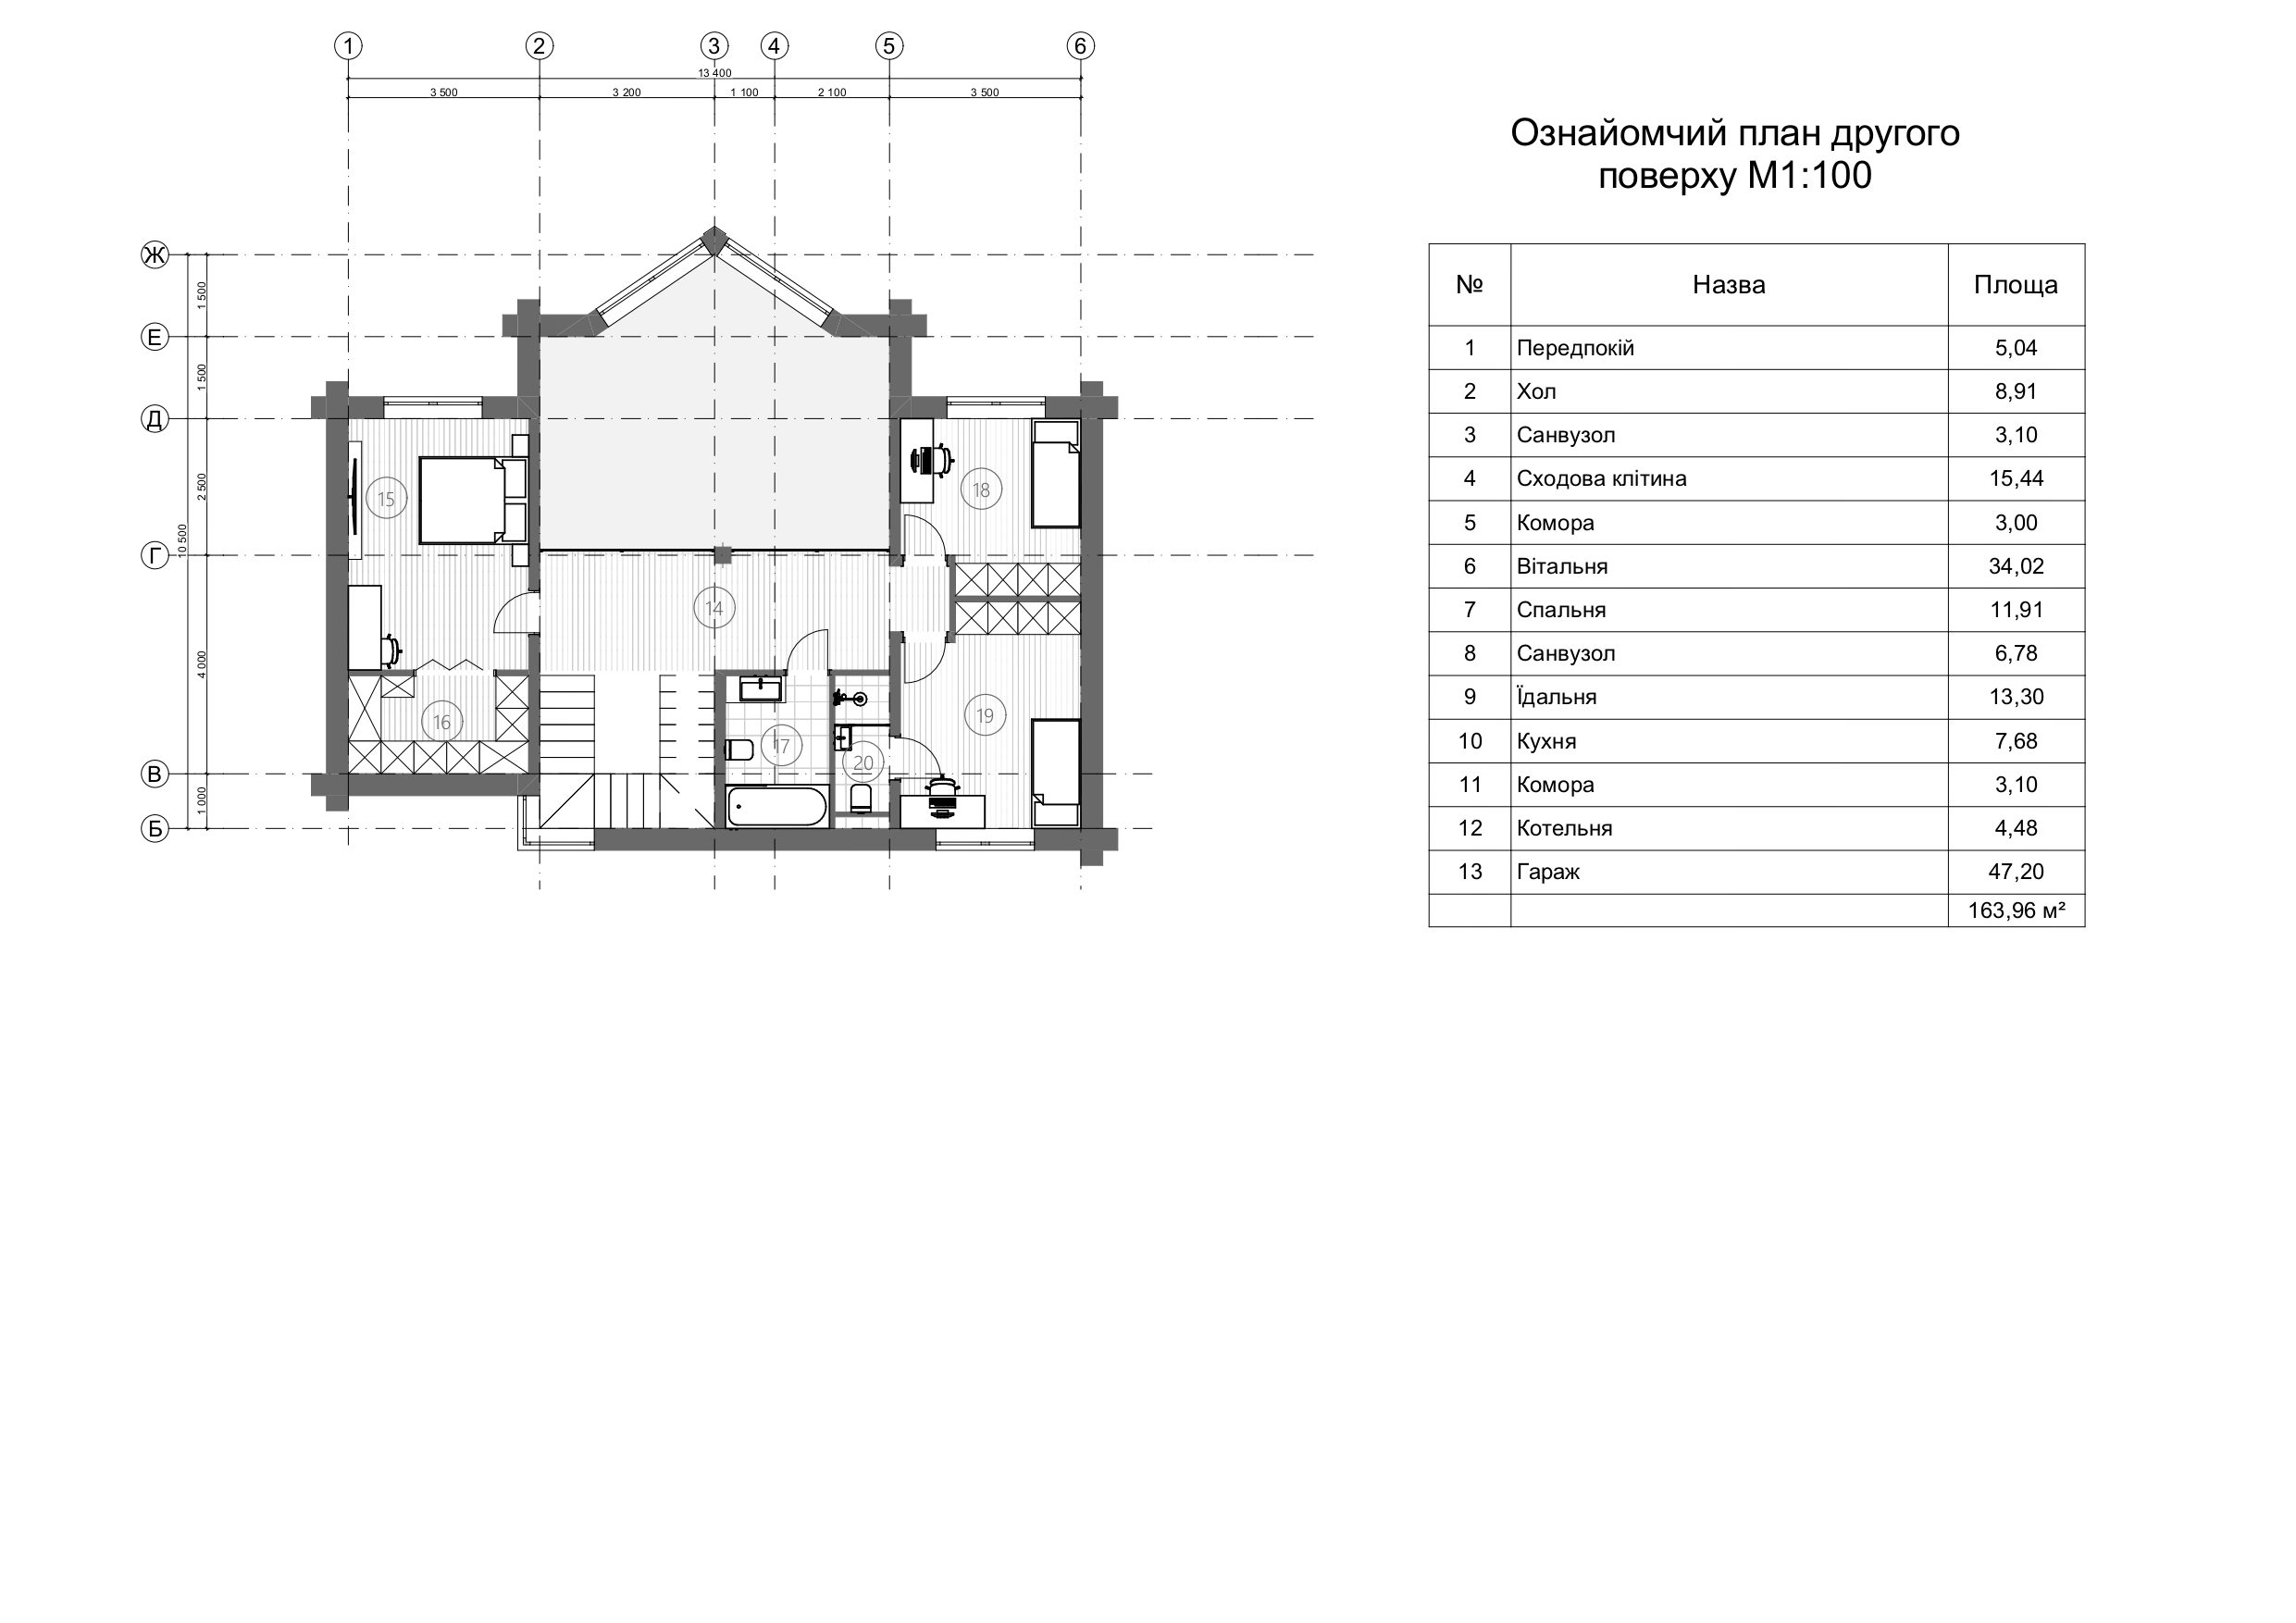 1 2 3 4 5 6
13 400
3 500 3 200 1 100 2 100 3 500
Ознайомчий план другого
поверху М1:100
Ж
Е
Д
Г
В
Б
1 500
1 500
2 500
10 500
4 000
1 000
15
18
14
16
17
19
20
№ Назва Площа
1 Передпокій 5,04
2 Хол 8,91
3 Санвузол 3,10
4 Сходова клітина 15,44
5 Комора 3,00
6 Вітальня 34,02
7 Спальня 11,91
8 Санвузол 6,78
9 Їдальня 13,30
10 Кухня 7,68
11 Комора 3,10
12 Котельня 4,48
13 Гараж 47,20
163,96 м²